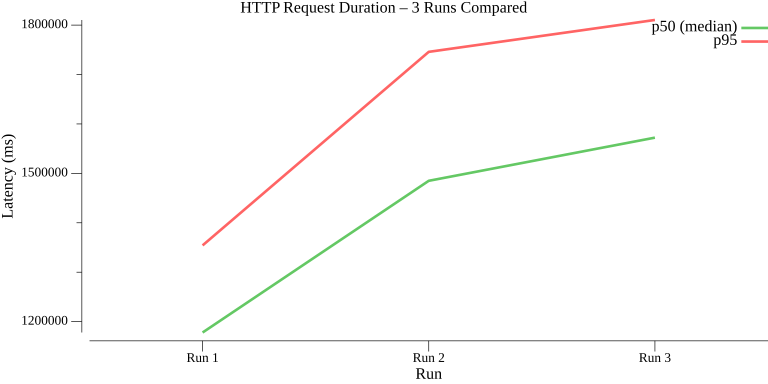 HTTP Request Duration – 3 Runs Compared
p50 (median)
p95
1800000
1500000
1200000
Latency (ms)
Run 1
Run 2
Run 3
Run